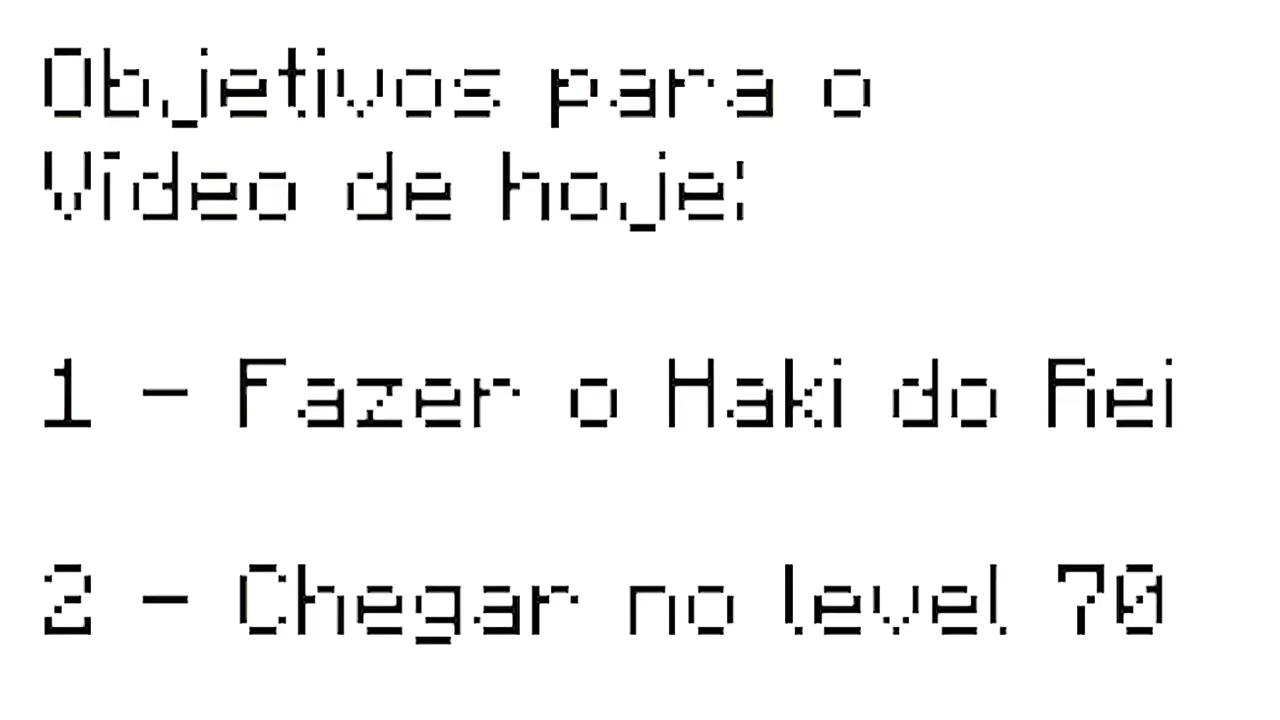 Objetivos para o
Vídeo de hoje:
1 - Fazer o Haki do Rei
2 - Chegar no level 70